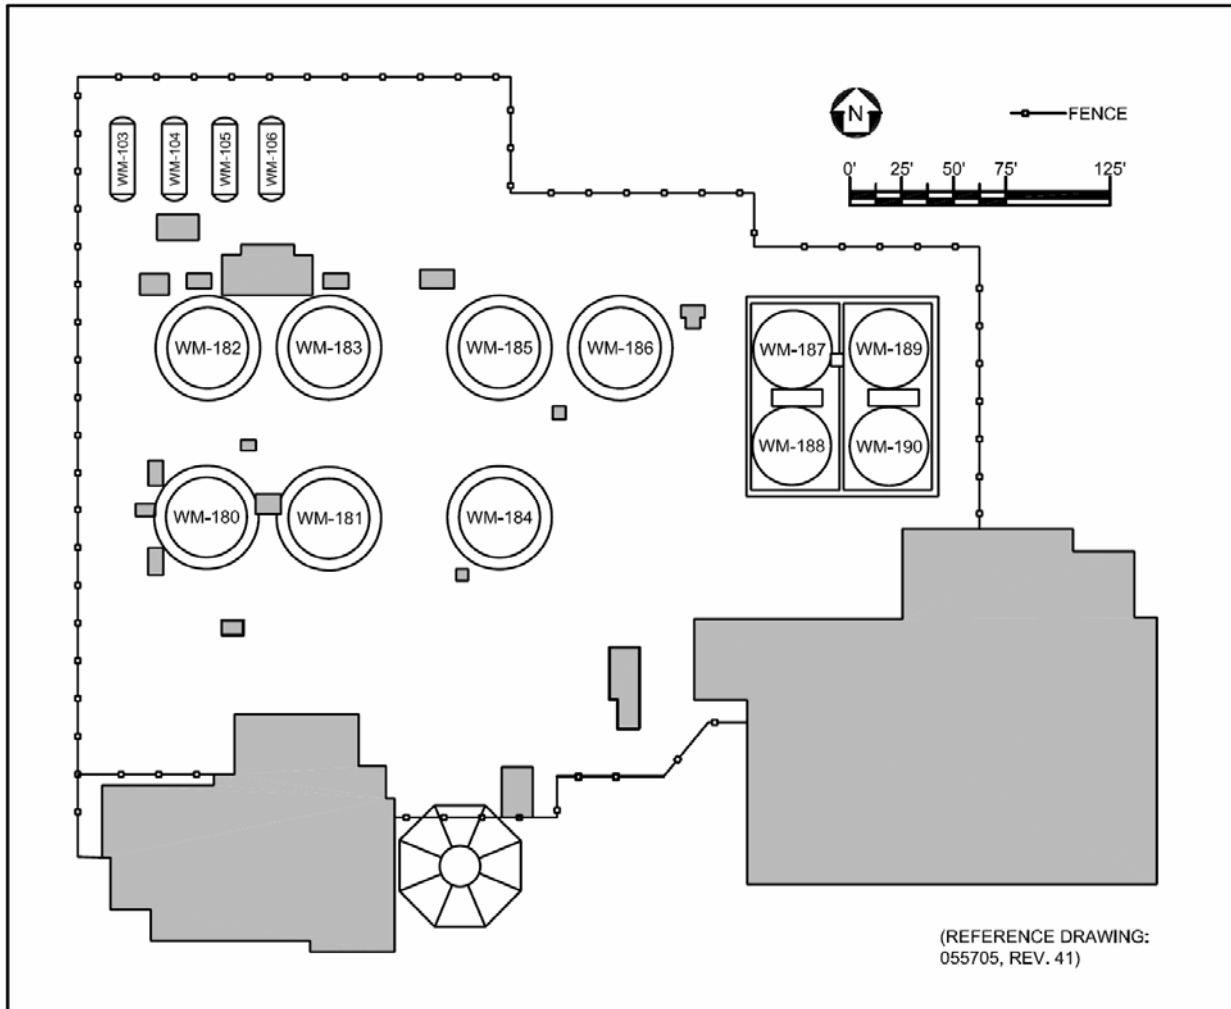 WM-103
WM-104
WM-105
WM-106
N
FENCE
0' 25' 50' 75' 125'
WM-182
WM-183
WM-185
WM-186
WM-187
WM-189
WM-188
WM-190
WM-180
WM-181
WM-184
(REFERENCE DRAWING:
055705, REV. 41)